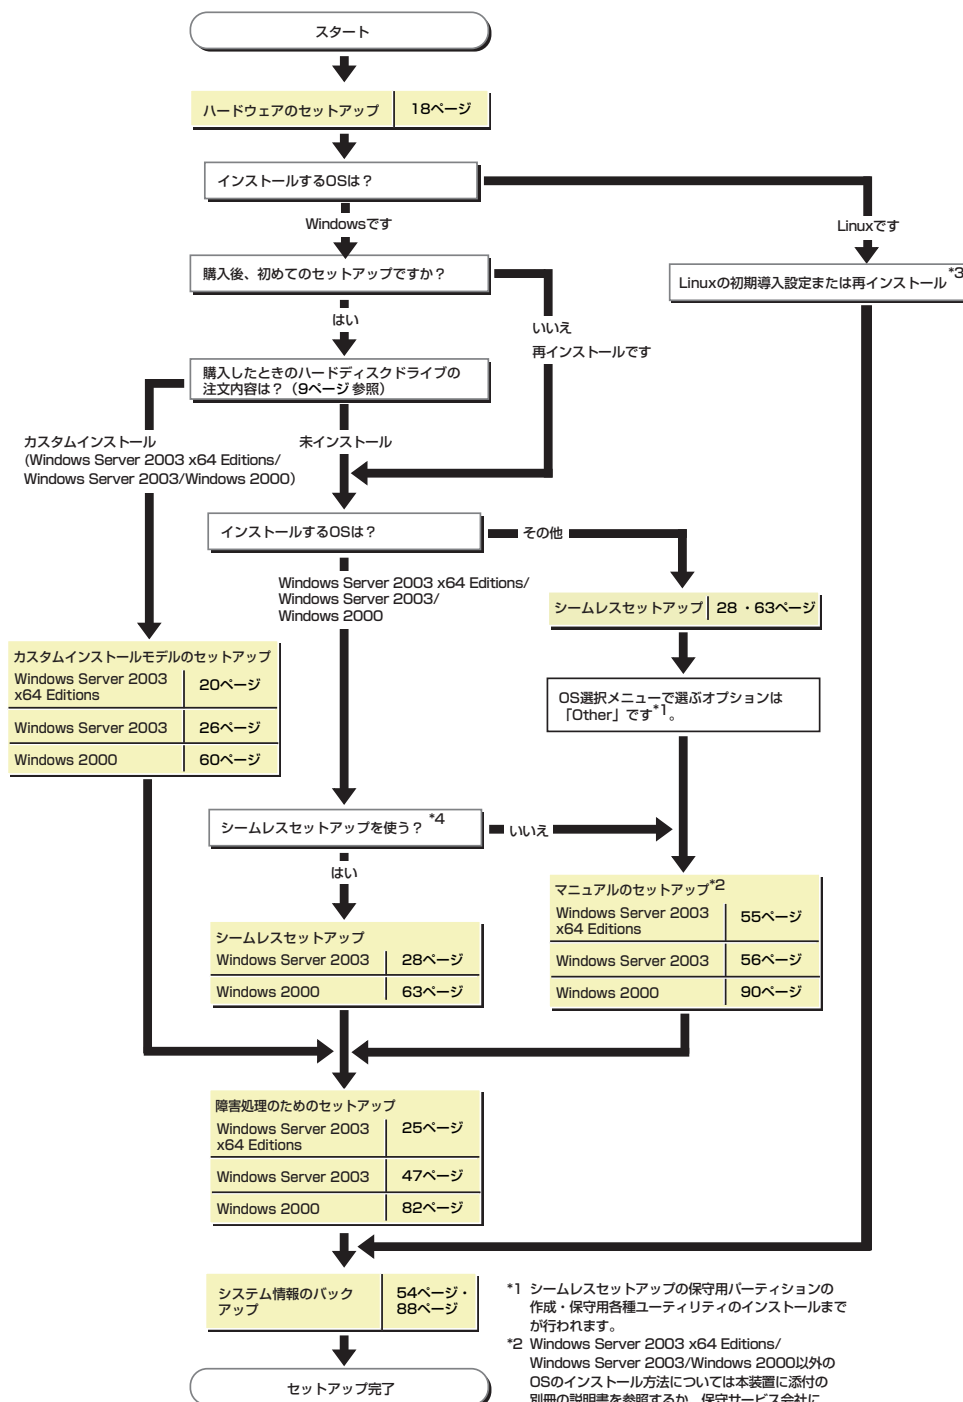 スタート
ハードウェアのセットアップ
18ページ
インストールするOSは？
Windowsです
Linuxです
購入後、初めてのセットアップですか？
Linuxの初期導入設定または再インストール*3
はい
いいえ
再インストールです
購入したときのハードディスクドライブの
注文内容は？（9ページ参照）
カスタムインストール
(Windows Server 2003 x64 Editions/
Windows Server 2003/Windows 2000)
未インストール
インストールするOSは？
その他
Windows Server 2003 x64 Editions/
Windows Server 2003/
Windows 2000
シームレスセットアップ
28 ・63ページ
カスタムインストールモデルのセットアップ
Windows Server 2003
x64 Editions
20ページ
Windows Server 2003
26ページ
Windows 2000
60ページ
OS選択メニューで選ぶオプションは
「Other」です*1。
シームレスセットアップを使う？ *4
いいえ
はい
マニュアルのセットアップ*2
Windows Server 2003
x64 Editions
55ページ
Windows Server 2003
56ページ
Windows 2000
90ページ
シームレスセットアップ
Windows Server 2003
28ページ
Windows 2000
63ページ
障害処理のためのセットアップ
Windows Server 2003
x64 Editions
25ページ
Windows Server 2003
47ページ
Windows 2000
82ページ
システム情報のバック
アップ
54ページ・
88ページ
セットアップ完了
*1 シームレスセットアップの保守用パーティションの
作成・保守用各種ユーティリティのインストールまで
が行われます。
*2 Windows Server 2003 x64 Editions/
Windows Server 2003/Windows 2000以外の
OSのインストール方法については本装置に添付の
別冊の説明書を参照するか、保守サービス会社に